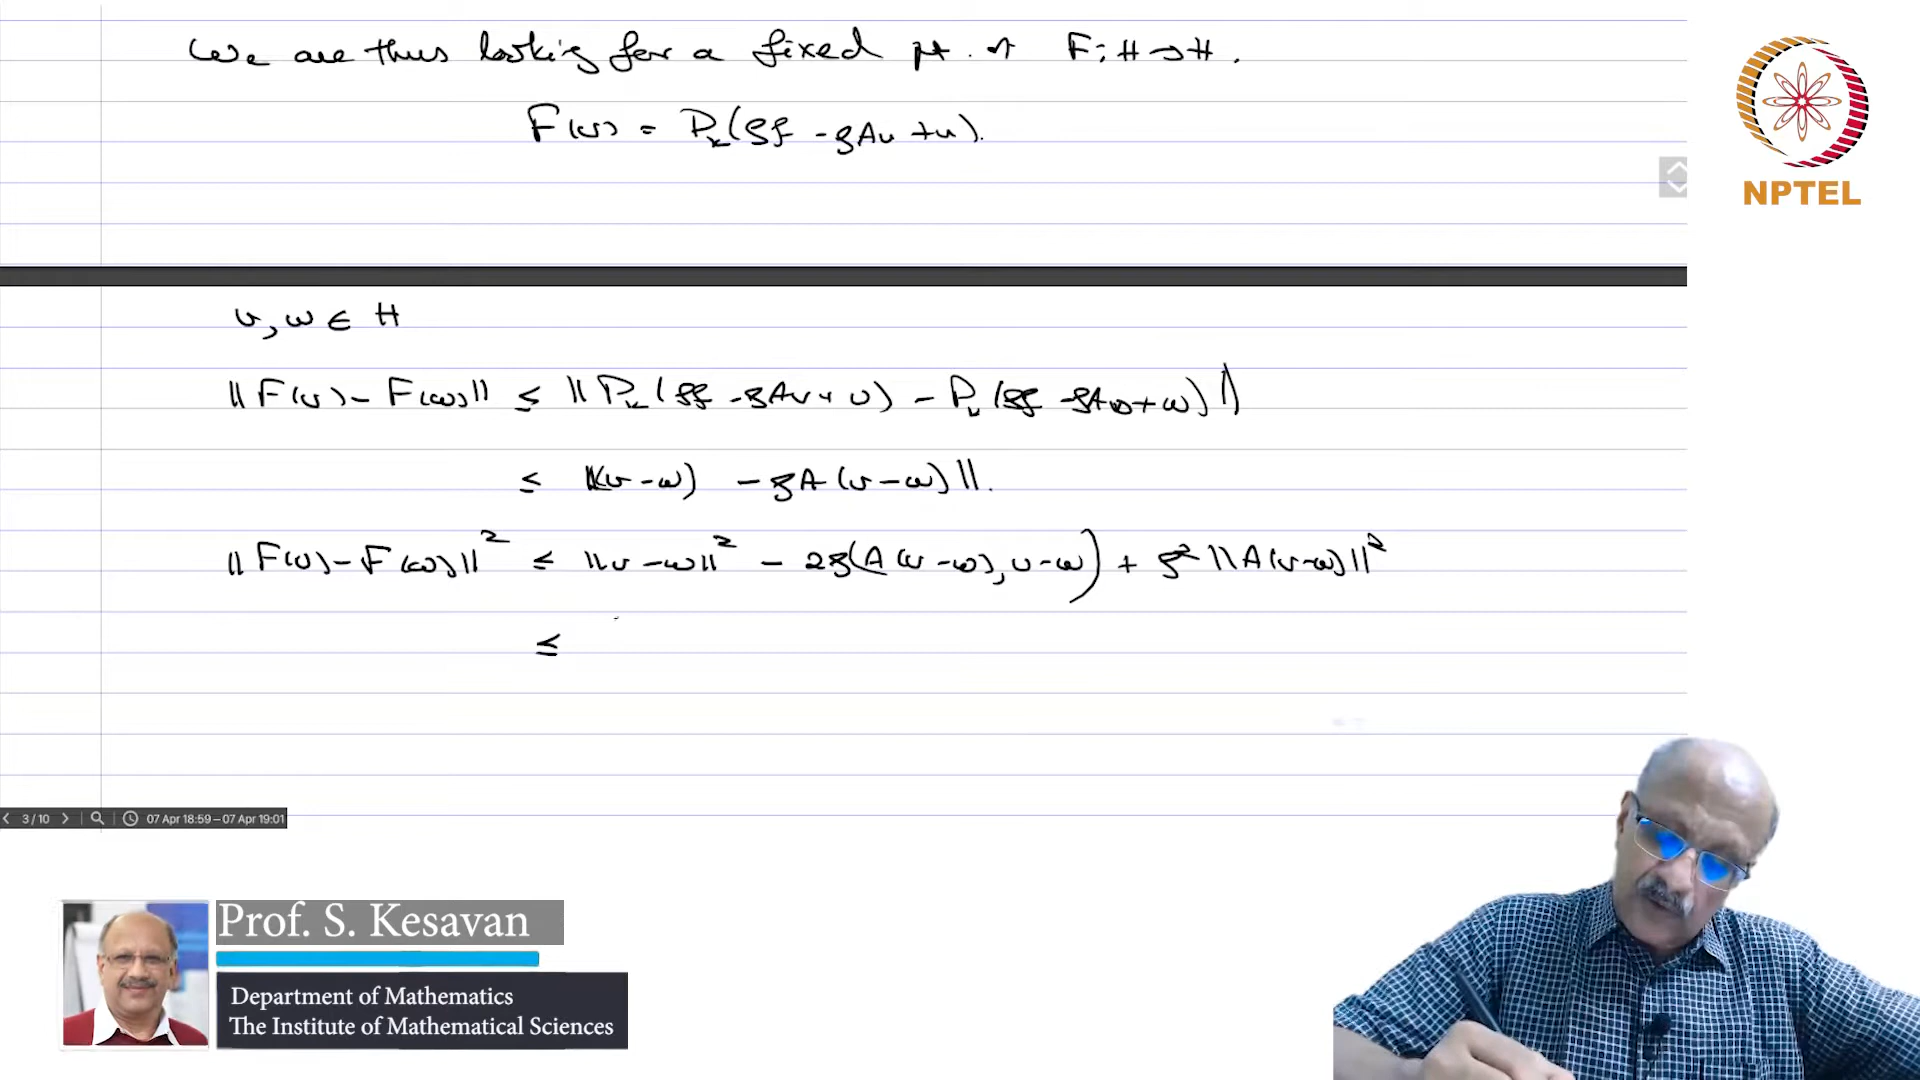 We are thus looking for a fixed pt. of F: H → H.
F(v) = P_K(ρf - ρAv + v).
NPTEL
v, w ∈ H
‖F(v) - F(w)‖ ≤ ‖P_K(ρf - ρAv + v) - P_K(ρf - ρAw + w)‖
≤ ‖(v - w) - ρA(v - w)‖.
‖F(v) - F(w)‖² ≤ ‖v - w‖² - 2ρ(A(v - w), v - w) + ρ²‖A(v - w)‖²
≤
3 / 10 07 Apr 18:59 – 07 Apr 19:01
Prof. S. Kesavan
Department of Mathematics
The Institute of Mathematical Sciences